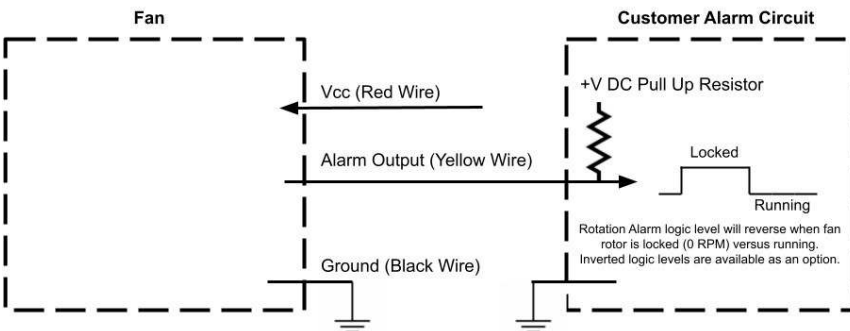 Fan
Customer Alarm Circuit
Vcc (Red Wire)
+V DC Pull Up Resistor
Alarm Output (Yellow Wire)
Locked
Running
Rotation Alarm logic level will reverse when fan
rotor is locked (0 RPM) versus running.
Inverted logic levels are available as an option.
Ground (Black Wire)